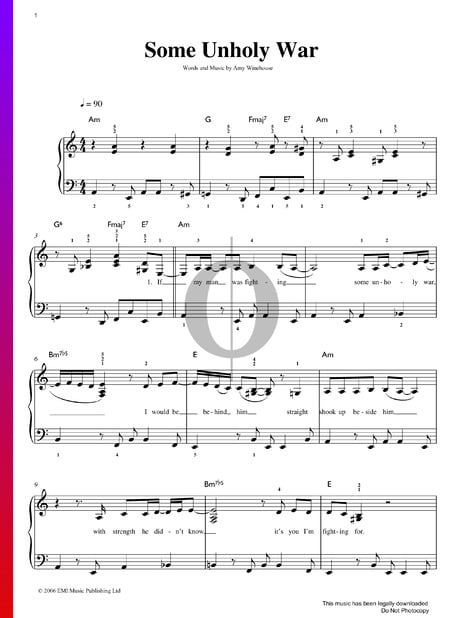 1
Some Unholy War
Words and Music by Amy Winehouse
♩ = 90
Am G Fmaj7 E7 Am
G6 Fmaj7 E7 Am
3
1. If my man was fight - ing some un - ho - ly war,
Bm7♭5 E Am
6
I would be be - hind him straight shook up be side him
Bm7♭5 E
9
with strength he did - n't know, it's you I'm fight-ing for.
© 2006 EMI Music Publishing Ltd
This music has been legally downloaded.
Do Not Photocopy